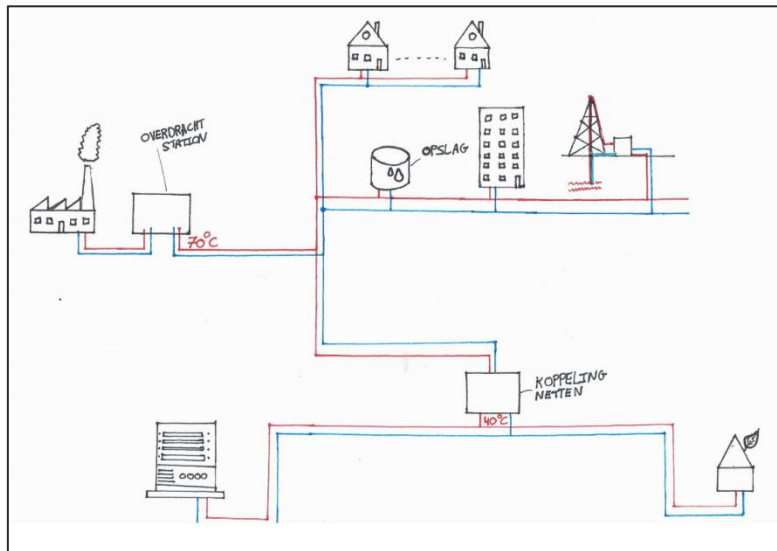 OVERDRACHT
STATION
OPSLAG
70°C
KOPPELING
NETTEN
40°C